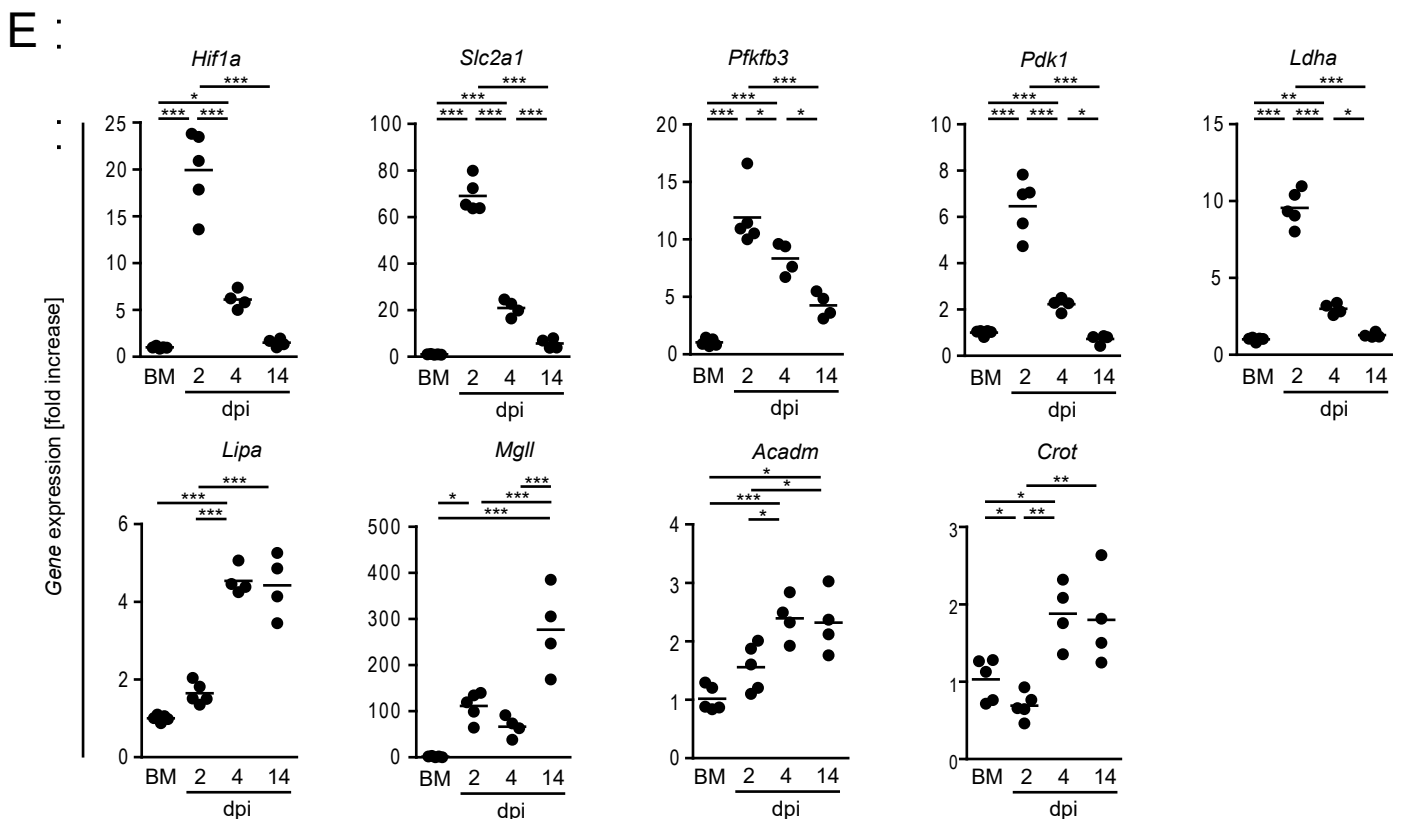 E :
:
Hif1a Slc2a1 Pfkfb3 Pdk1 Ldha
*** *** *** *** ***
* *** *** *** **
*** *** *** *** *** *** * * *** *** * *** *** *
25 100 20 10 15
20 80 15 8 10
15 60 10 6 5
10 40 5 4 0
5 20 0 2
0 0 0
BM 2 4 14 BM 2 4 14 BM 2 4 14 BM 2 4 14 BM 2 4 14
dpi dpi dpi dpi dpi
Gene expression [fold increase]
Lipa Mgll Acadm Crot
*** *** * **
*** * *** * *
*** *** *** * * **
6 500 4 3
4 400 3 2
2 300 2 1
0 200 1 0
100 0
0
BM 2 4 14 BM 2 4 14 BM 2 4 14 BM 2 4 14
dpi dpi dpi dpi